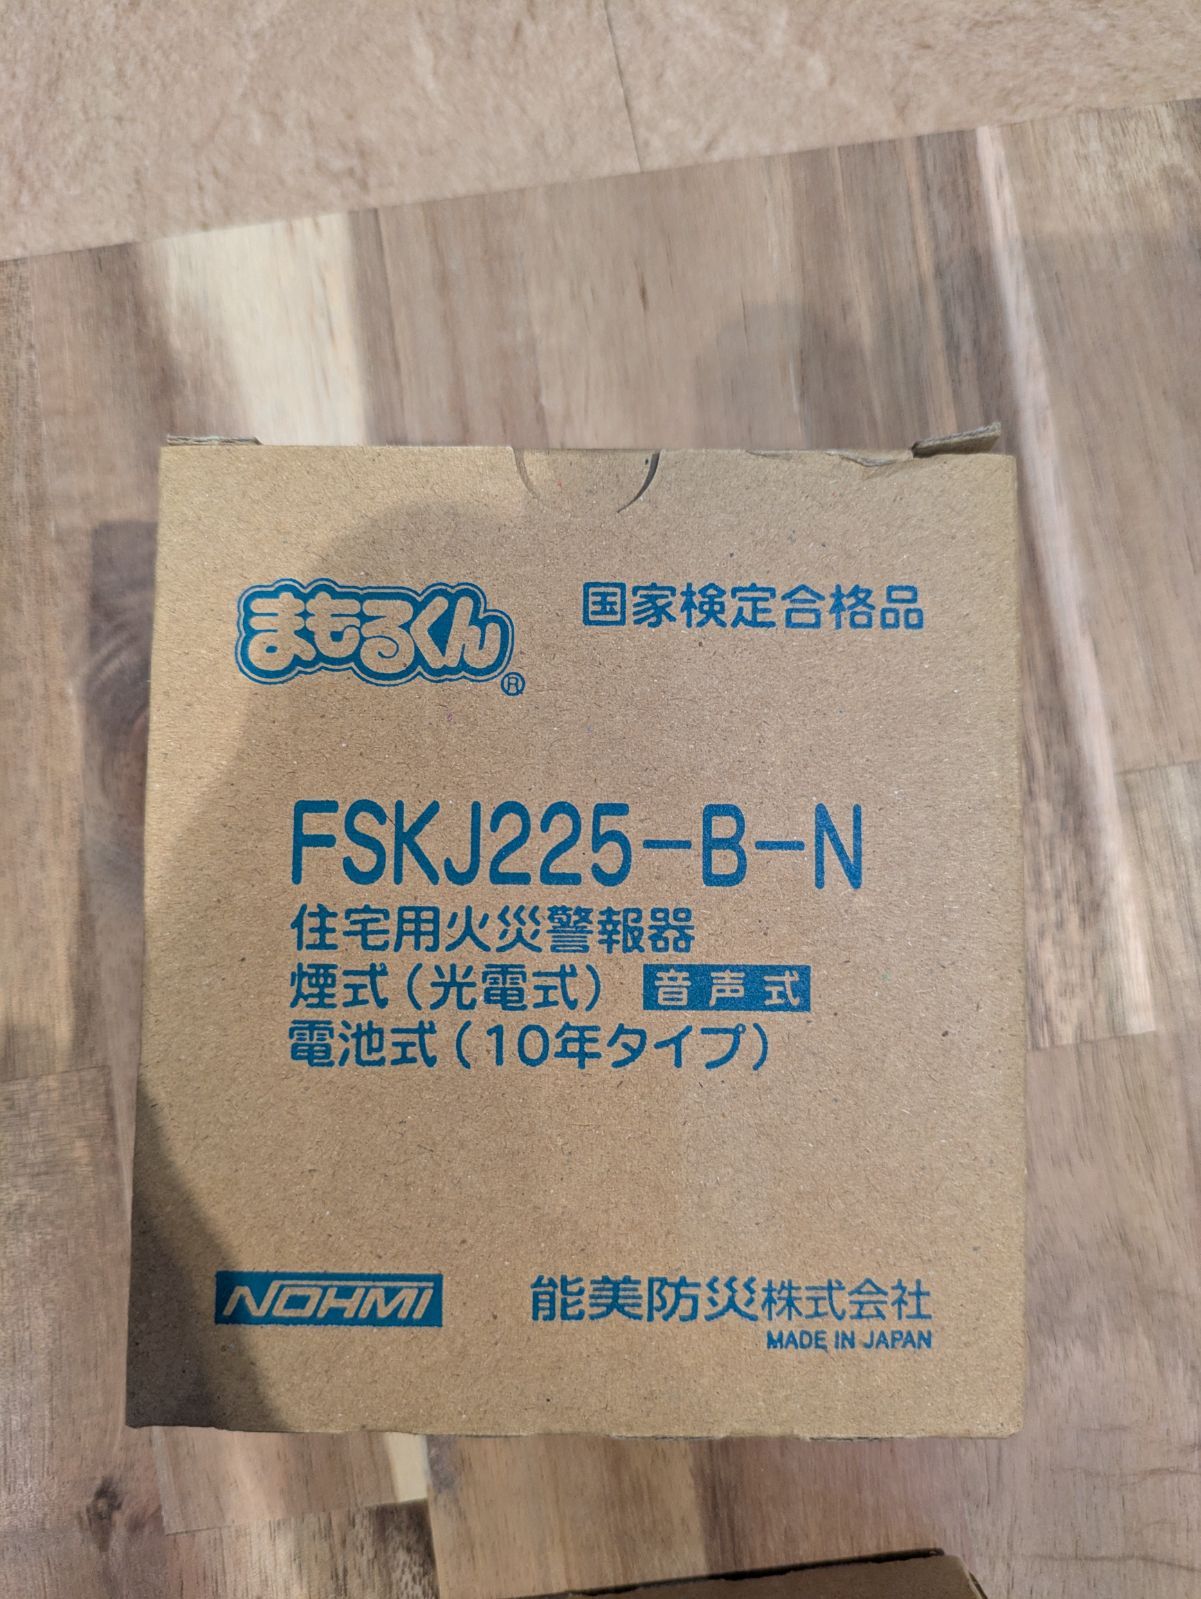 まもるくん®
国家検定合格品
FSKJ225-B-N
住宅用火災警報器
煙式(光電式) 音声式
電池式(10年タイプ)
NOHMI 能美防災株式会社
MADE IN JAPAN